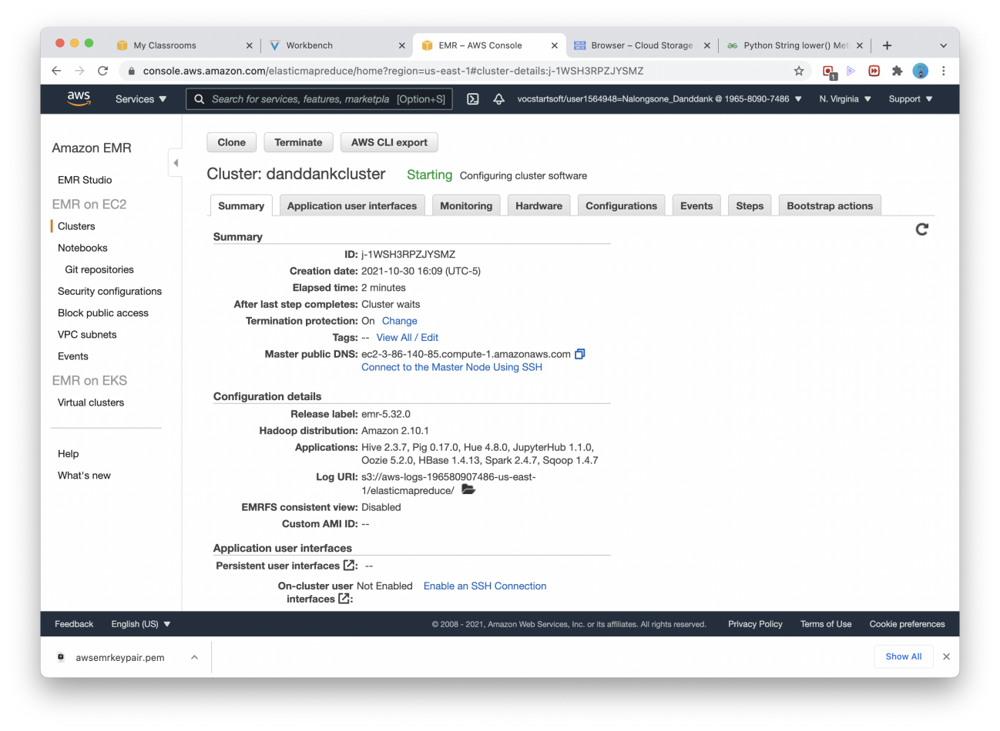 My Classrooms
Workbench
EMR – AWS Console
Browser – Cloud Storage
Python String lower() Met
console.aws.amazon.com/elasticmapreduce/home?region=us-east-1#cluster-details:j-1WSH3RPZJYSMZ
1
aws
Services
Search for services, features, marketpla [Option+S]
vocstartsoft/user1564948=Nalongsone_Danddank @ 1965-8090-7486
N. Virginia
Support
Amazon EMR
EMR Studio
EMR on EC2
Clusters
Notebooks
Git repositories
Security configurations
Block public access
VPC subnets
Events
EMR on EKS
Virtual clusters
Help
What's new
Clone
Terminate
AWS CLI export
Cluster: danddankcluster Starting Configuring cluster software
Summary
Application user interfaces
Monitoring
Hardware
Configurations
Events
Steps
Bootstrap actions
Summary
ID: j-1WSH3RPZJYSMZ
Creation date: 2021-10-30 16:09 (UTC-5)
Elapsed time: 2 minutes
After last step completes: Cluster waits
Termination protection: On Change
Tags: -- View All / Edit
Master public DNS: ec2-3-86-140-85.compute-1.amazonaws.com
Connect to the Master Node Using SSH
Configuration details
Release label: emr-5.32.0
Hadoop distribution: Amazon 2.10.1
Applications: Hive 2.3.7, Pig 0.17.0, Hue 4.8.0, JupyterHub 1.1.0,
Oozie 5.2.0, HBase 1.4.13, Spark 2.4.7, Sqoop 1.4.7
Log URI: s3://aws-logs-196580907486-us-east-
1/elasticmapreduce/
EMRFS consistent view: Disabled
Custom AMI ID: --
Application user interfaces
Persistent user interfaces : --
On-cluster user Not Enabled Enable an SSH Connection
interfaces :
Feedback
English (US)
© 2008 - 2021, Amazon Web Services, Inc. or its affiliates. All rights reserved.
Privacy Policy
Terms of Use
Cookie preferences
awsemrkeypair.pem
Show All